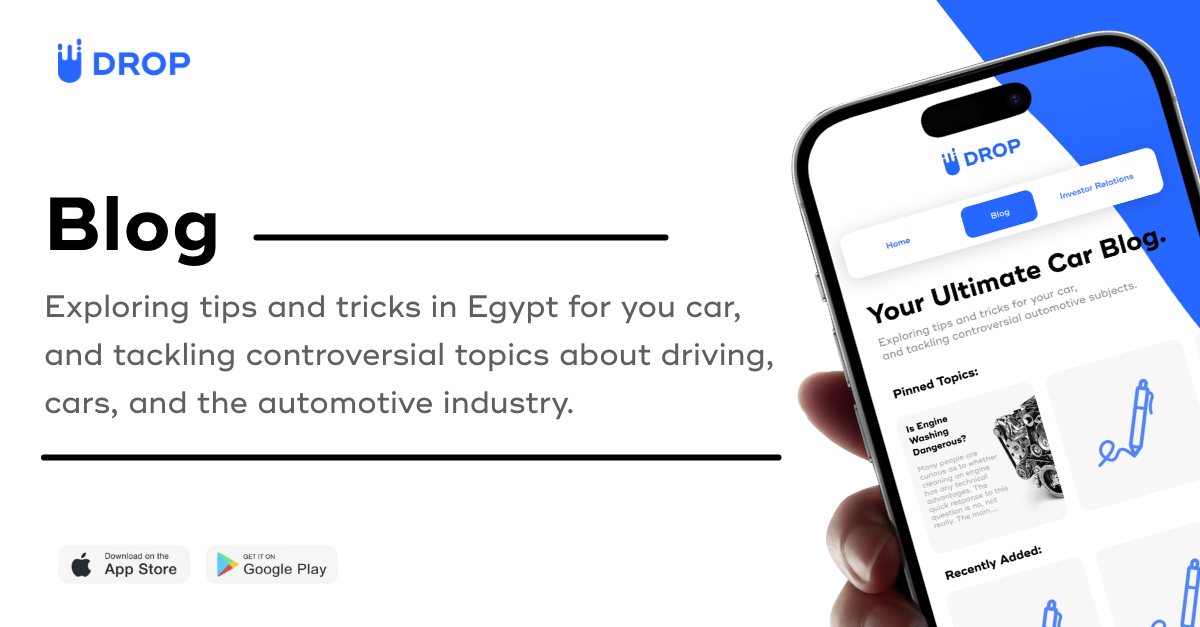 DROP
Blog
Exploring tips and tricks in Egypt for you car,
and tackling controversial topics about driving,
cars, and the automotive industry.
Download on the
App Store
GET IT ON
Google Play
DROP
Home
Blog
Investor Relations
Your Ultimate Car Blog.
Exploring tips and tricks for your car,
and tackling controversial automotive subjects.
Pinned Topics:
Is Engine
Washing
Dangerous?
Many people are
curious as to whether
cleaning an engine
has any technical
advantages. The
quick response to this
question is no, not
really. The main...
Recently Added: